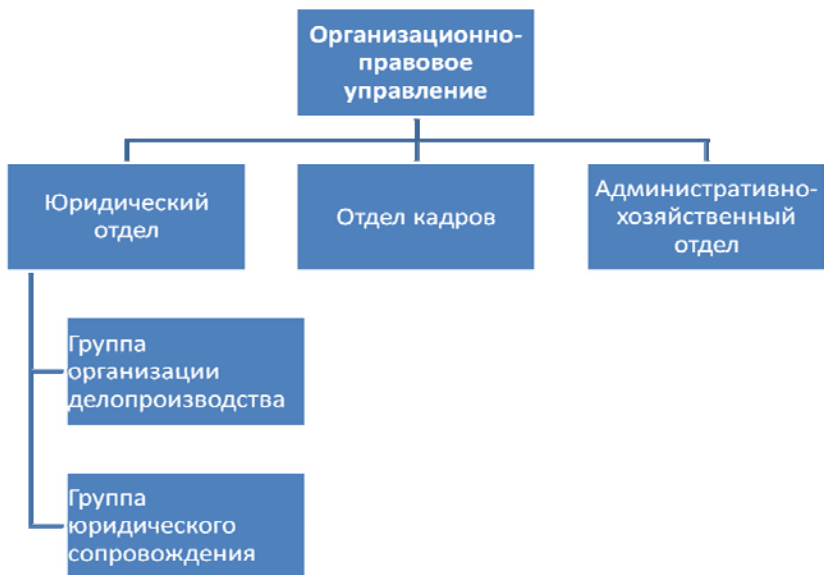 Организационно-
правовое
управление
Юридический
отдел
Отдел кадров
Административно-
хозяйственный
отдел
Группа
организации
делопроизводства
Группа
юридического
сопровождения